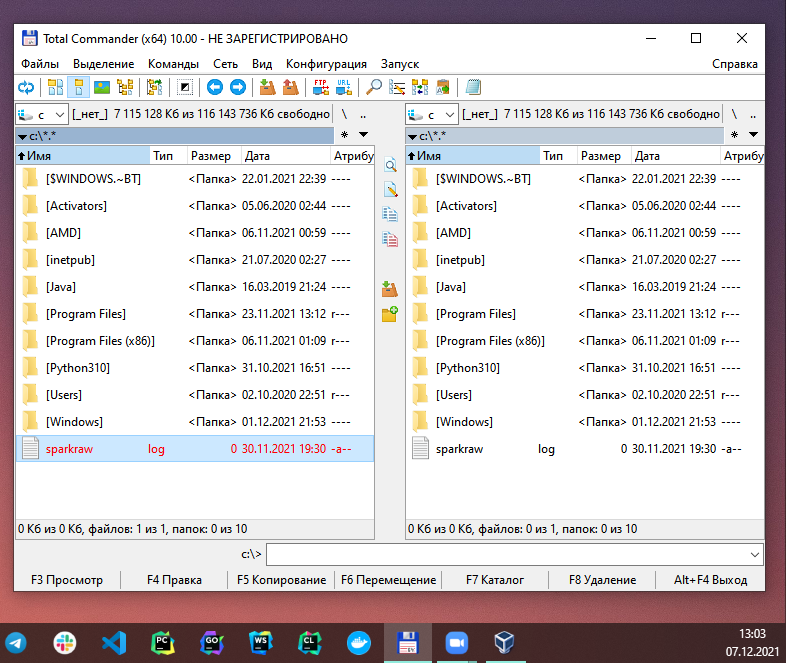 Total Commander (x64) 10.00 - НЕ ЗАРЕГИСТРИРОВАНО
Файлы Выделение Команды Сеть Вид Конфигурация Запуск Справка
FTP URL
c [_нет_] 7 115 128 Кб из 116 143 736 Кб свободно \ ..
c:\*.* *
Имя Тип Размер Дата Атрибу
[$WINDOWS.~BT] <Папка> 22.01.2021 22:39 ----
[Activators] <Папка> 05.06.2020 02:44 ----
[AMD] <Папка> 06.11.2021 00:59 ----
[inetpub] <Папка> 21.07.2020 02:27 ----
[Java] <Папка> 16.03.2019 21:24 ----
[Program Files] <Папка> 23.11.2021 13:12 r---
[Program Files (x86)] <Папка> 06.11.2021 01:09 r---
[Python310] <Папка> 31.10.2021 16:51 ----
[Users] <Папка> 02.10.2020 22:51 r---
[Windows] <Папка> 01.12.2021 21:53 ----
sparkraw log 0 30.11.2021 19:30 -a--
0 Кб из 0 Кб, файлов: 1 из 1, папок: 0 из 10
c [_нет_] 7 115 128 Кб из 116 143 736 Кб свободно \ ..
c:\*.* *
Имя Тип Размер Дата Атрибу
[$WINDOWS.~BT] <Папка> 22.01.2021 22:39 ----
[Activators] <Папка> 05.06.2020 02:44 ----
[AMD] <Папка> 06.11.2021 00:59 ----
[inetpub] <Папка> 21.07.2020 02:27 ----
[Java] <Папка> 16.03.2019 21:24 ----
[Program Files] <Папка> 23.11.2021 13:12 r---
[Program Files (x86)] <Папка> 06.11.2021 01:09 r---
[Python310] <Папка> 31.10.2021 16:51 ----
[Users] <Папка> 02.10.2020 22:51 r---
[Windows] <Папка> 01.12.2021 21:53 ----
sparkraw log 0 30.11.2021 19:30 -a--
0 Кб из 0 Кб, файлов: 0 из 1, папок: 0 из 10
c:\>
F3 Просмотр F4 Правка F5 Копирование F6 Перемещение F7 Каталог F8 Удаление Alt+F4 Выход
PC GO WS CL
13:03
07.12.2021